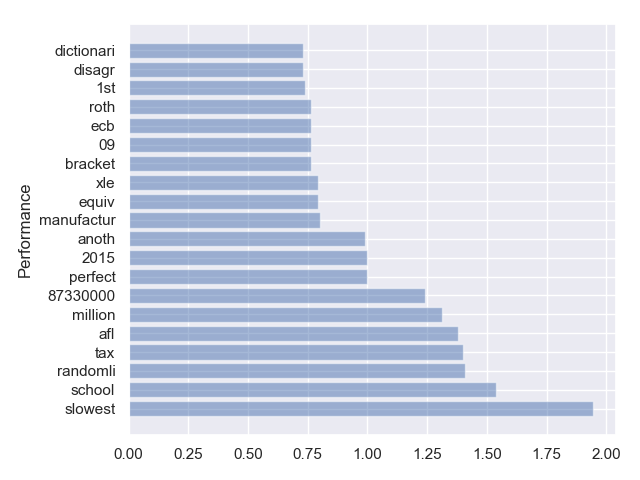 dictionari
disagr
1st
roth
ecb
09
bracket
xle
equiv
manufactur
anoth
2015
perfect
87330000
million
afl
tax
randomli
school
slowest
Performance
0.00 0.25 0.50 0.75 1.00 1.25 1.50 1.75 2.00